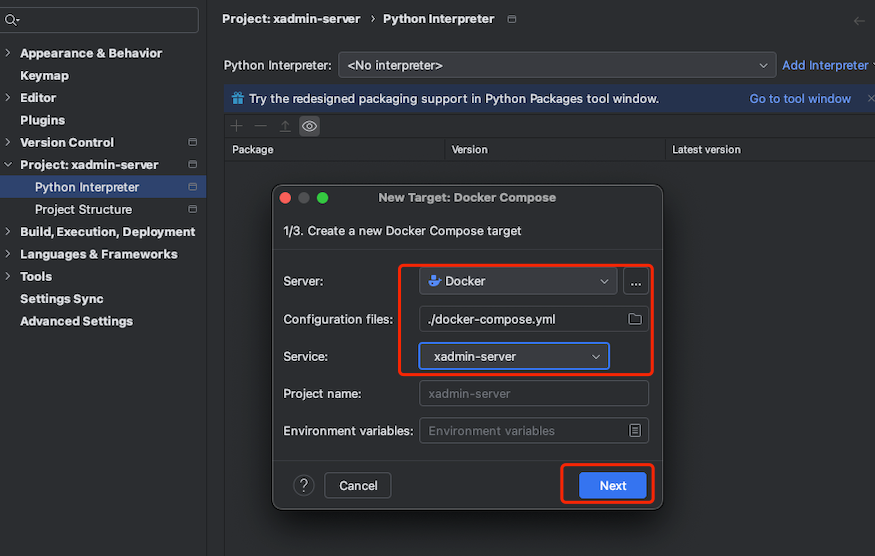 Project: xadmin-server › Python Interpreter
Appearance & Behavior
Keymap
Editor
Plugins
Version Control
Project: xadmin-server
Python Interpreter
Project Structure
Build, Execution, Deployment
Languages & Frameworks
Tools
Settings Sync
Advanced Settings
Python Interpreter: <No interpreter> Add Interpreter
Try the redesigned packaging support in Python Packages tool window. Go to tool window
Package Version Latest version
New Target: Docker Compose
1/3. Create a new Docker Compose target
Server: Docker ...
Configuration files: ./docker-compose.yml
Service: xadmin-server
Project name: xadmin-server
Environment variables: Environment variables
? Cancel Next